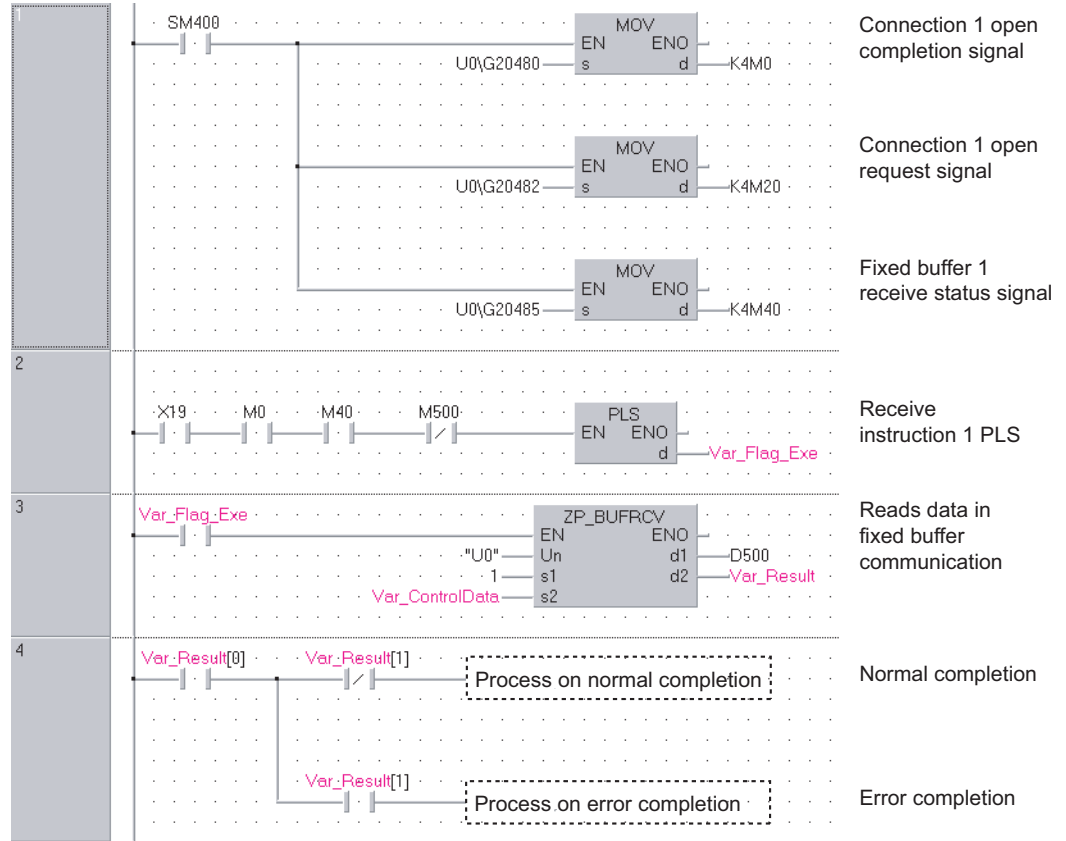 1
SM400
MOV
EN ENO
U0\G20480 s d K4M0
Connection 1 open
completion signal
MOV
EN ENO
U0\G20482 s d K4M20
Connection 1 open
request signal
MOV
EN ENO
U0\G20485 s d K4M40
Fixed buffer 1
receive status signal
2
X19 M0 M40 M500
PLS
EN ENO
d Var_Flag_Exe
Receive
instruction 1 PLS
3
Var_Flag_Exe
ZP_BUFRCV
EN ENO
"U0" Un d1 D500
1 s1 d2 Var_Result
Var_ControlData s2
Reads data in
fixed buffer
communication
4
Var_Result[0] Var_Result[1]
Process on normal completion
Normal completion
Var_Result[1]
Process on error completion
Error completion